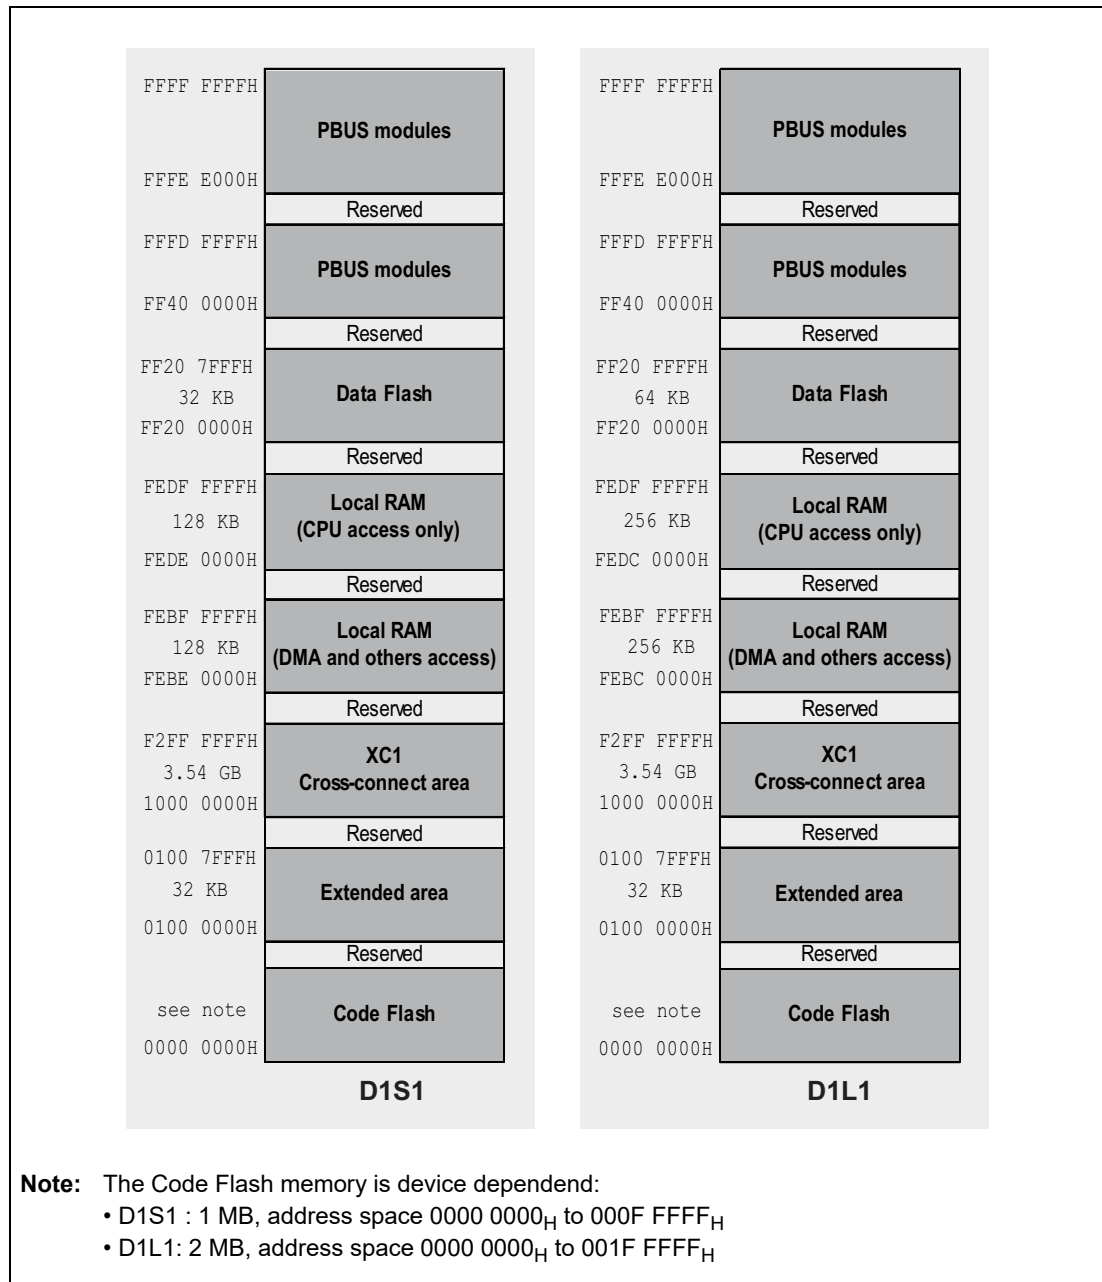 FFFF FFFFH
PBUS modules
FFFE E000H
Reserved
FFFD FFFFH
PBUS modules
FF40 0000H
Reserved
FF20 7FFFH
32 KB
Data Flash
FF20 0000H
Reserved
FEDF FFFFH
128 KB
Local RAM
(CPU access only)
FEDE 0000H
Reserved
FEBF FFFFH
128 KB
Local RAM
(DMA and others access)
FEBE 0000H
Reserved
F2FF FFFFH
3.54 GB
XC1
Cross-connect area
1000 0000H
Reserved
0100 7FFFH
32 KB
Extended area
0100 0000H
Reserved
see note
Code Flash
0000 0000H
D1S1
FFFF FFFFH
PBUS modules
FFFE E000H
Reserved
FFFD FFFFH
PBUS modules
FF40 0000H
Reserved
FF20 FFFFH
64 KB
Data Flash
FF20 0000H
Reserved
FEDF FFFFH
256 KB
Local RAM
(CPU access only)
FEDC 0000H
Reserved
FEBF FFFFH
256 KB
Local RAM
(DMA and others access)
FEBC 0000H
Reserved
F2FF FFFFH
3.54 GB
XC1
Cross-connect area
1000 0000H
Reserved
0100 7FFFH
32 KB
Extended area
0100 0000H
Reserved
see note
Code Flash
0000 0000H
D1L1
Note: The Code Flash memory is device dependend:
• D1S1 : 1 MB, address space 0000 0000H to 000F FFFFH
• D1L1: 2 MB, address space 0000 0000H to 001F FFFFH